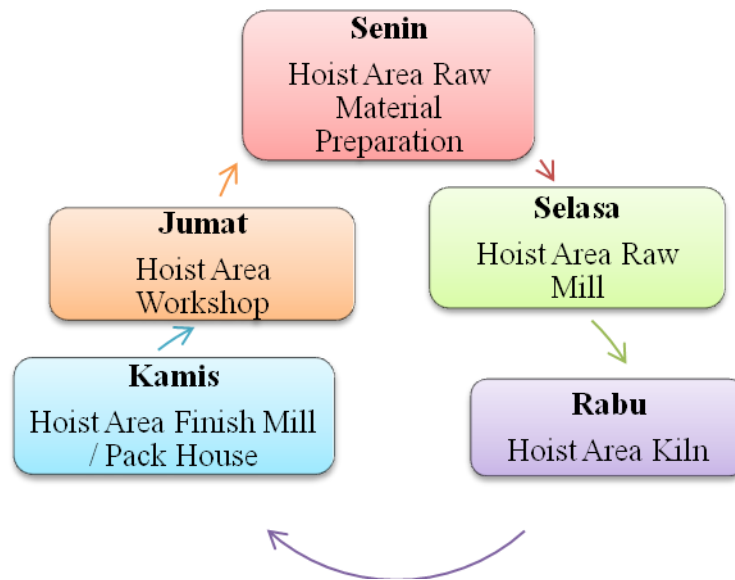 Senin
Hoist Area Raw
Material
Preparation
Selasa
Hoist Area Raw
Mill
Rabu
Hoist Area Kiln
Kamis
Hoist Area Finish Mill
/ Pack House
Jumat
Hoist Area
Workshop